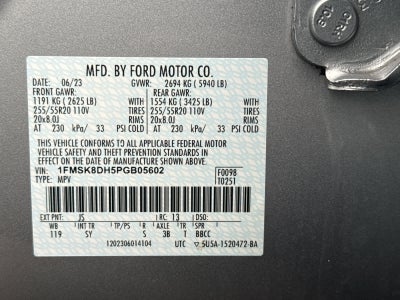 MFD. BY FORD MOTOR CO.
DATE: 06/23 GVWR: 2694 KG ( 5940 LB)
FRONT GAWR: REAR GAWR:
1191 KG ( 2625 LB) WITH 1554 KG ( 3425 LB) WITH
255/55R20 110V TIRES 255/55R20 110V TIRES
20x8.0J RIMS 20x8.0J RIMS
AT 230 kPa/ 33 PSI COLD AT 230 kPa/ 33 PSI COLD
THIS VEHICLE CONFORMS TO ALL APPLICABLE FEDERAL MOTOR
VEHICLE SAFETY AND THEFT PREVENTION STANDARDS IN EFFECT ON THE
DATE OF MANUFACTURE SHOWN ABOVE.
VIN: 1FMSK8DH5PGB05602 F0098
TYPE: MPV T0251
EXT PNT: JS RC: 13 DSO:
WB INT TR TP/PS R AXLE TR SPR
119 SY 3B T BBCC
1202306014104 UTC 5U5A-1520472-BA